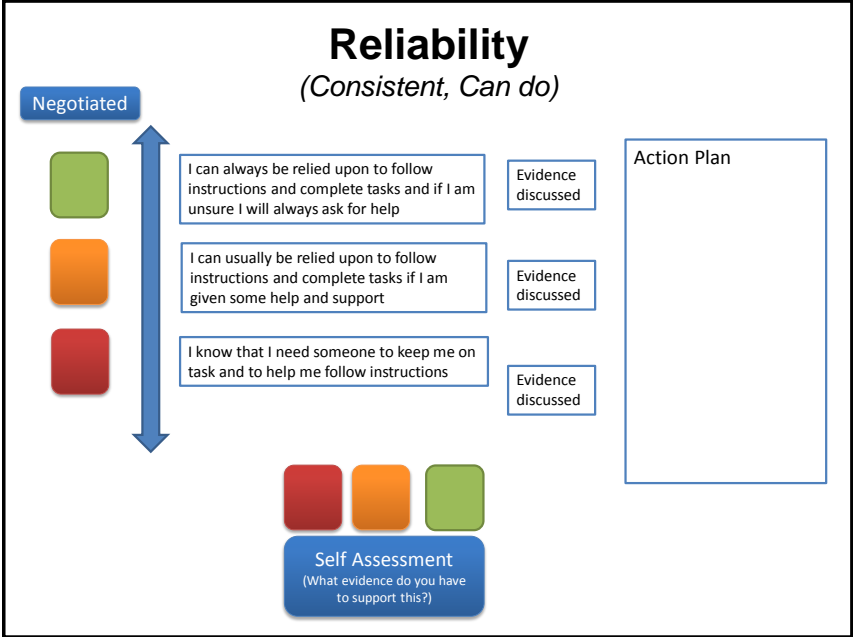 Reliability
(Consistent, Can do)
Negotiated
I can always be relied upon to follow
instructions and complete tasks and if I am
unsure I will always ask for help
Evidence
discussed
Action Plan
I can usually be relied upon to follow
instructions and complete tasks if I am
given some help and support
Evidence
discussed
I know that I need someone to keep me on
task and to help me follow instructions
Evidence
discussed
Self Assessment
(What evidence do you have
to support this?)